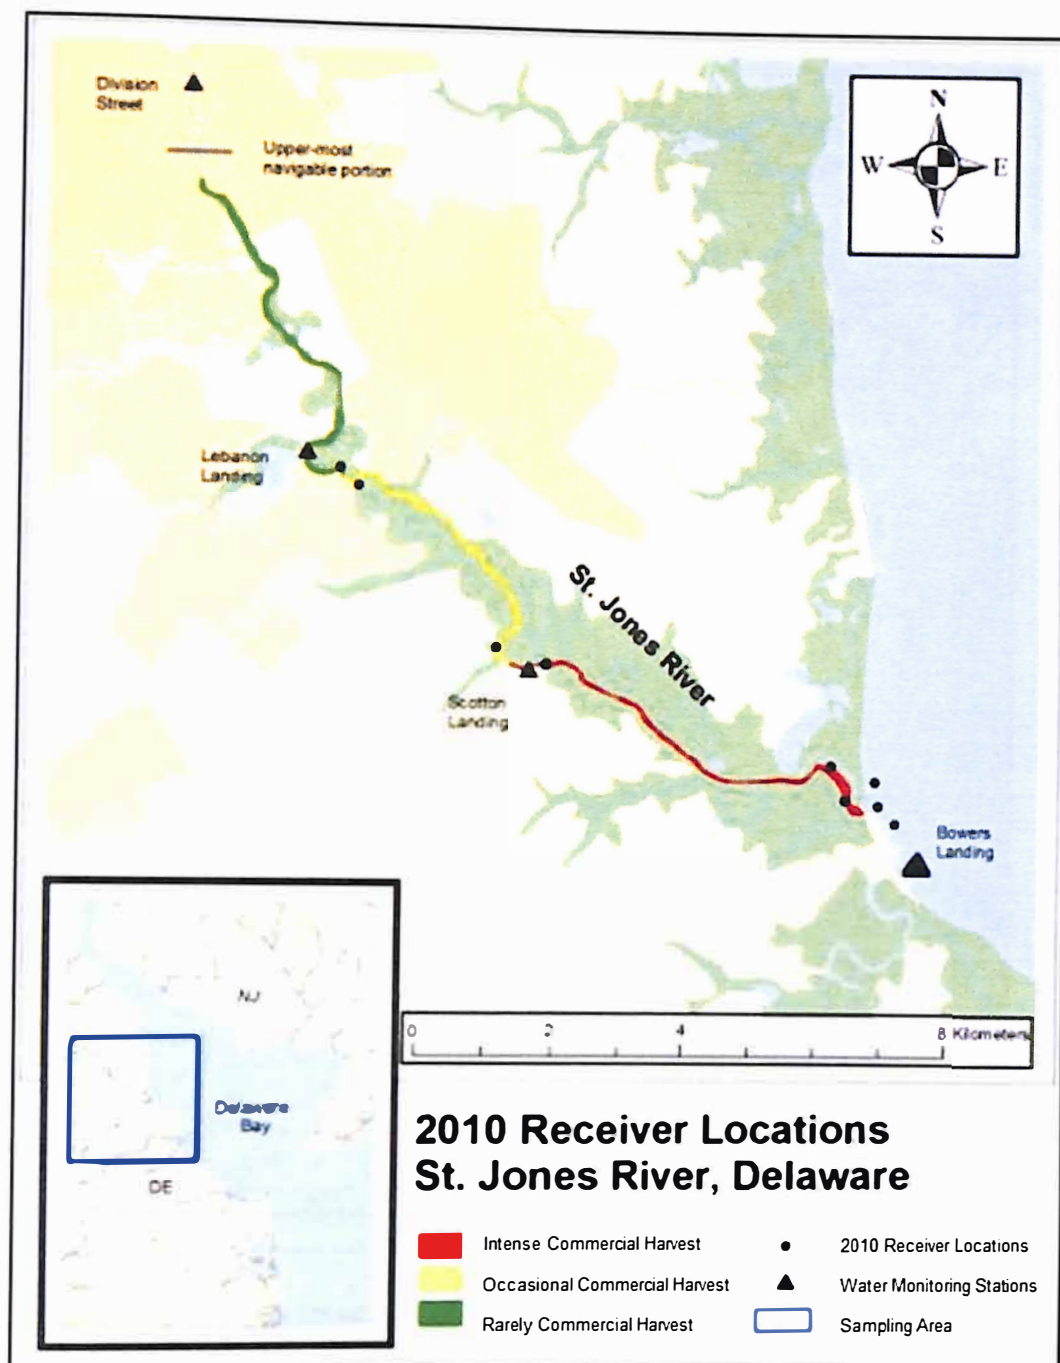 Division
Street
Upper-most
navigable portion
N
W
E
S
Lebanon
Landing
St. Jones River
Scotton
Landing
Bowers
Landing
NJ
Delaware
Bay
DE
0 2 4 8 Kilometers
2010 Receiver Locations
St. Jones River, Delaware
Intense Commercial Harvest
Occasional Commercial Harvest
Rarely Commercial Harvest
2010 Receiver Locations
Water Monitoring Stations
Sampling Area